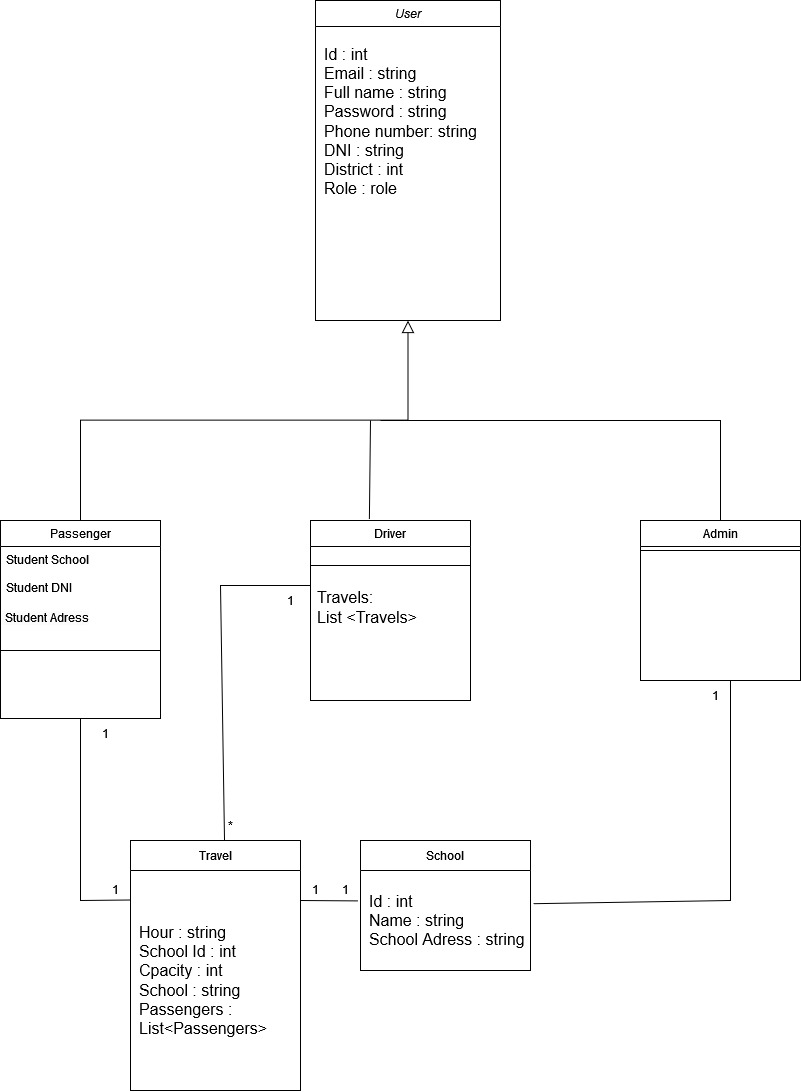 User
Id : int
Email : string
Full name : string
Password : string
Phone number: string
DNI : string
District : int
Role : role
Passenger
Student School
Student DNI
Student Adress
Driver
Travels:
List <Travels>
Admin
1
1
1
*
Travel
1
Hour : string
School Id : int
Cpacity : int
School : string
Passengers :
List<Passengers>
1
1
School
Id : int
Name : string
School Adress : string